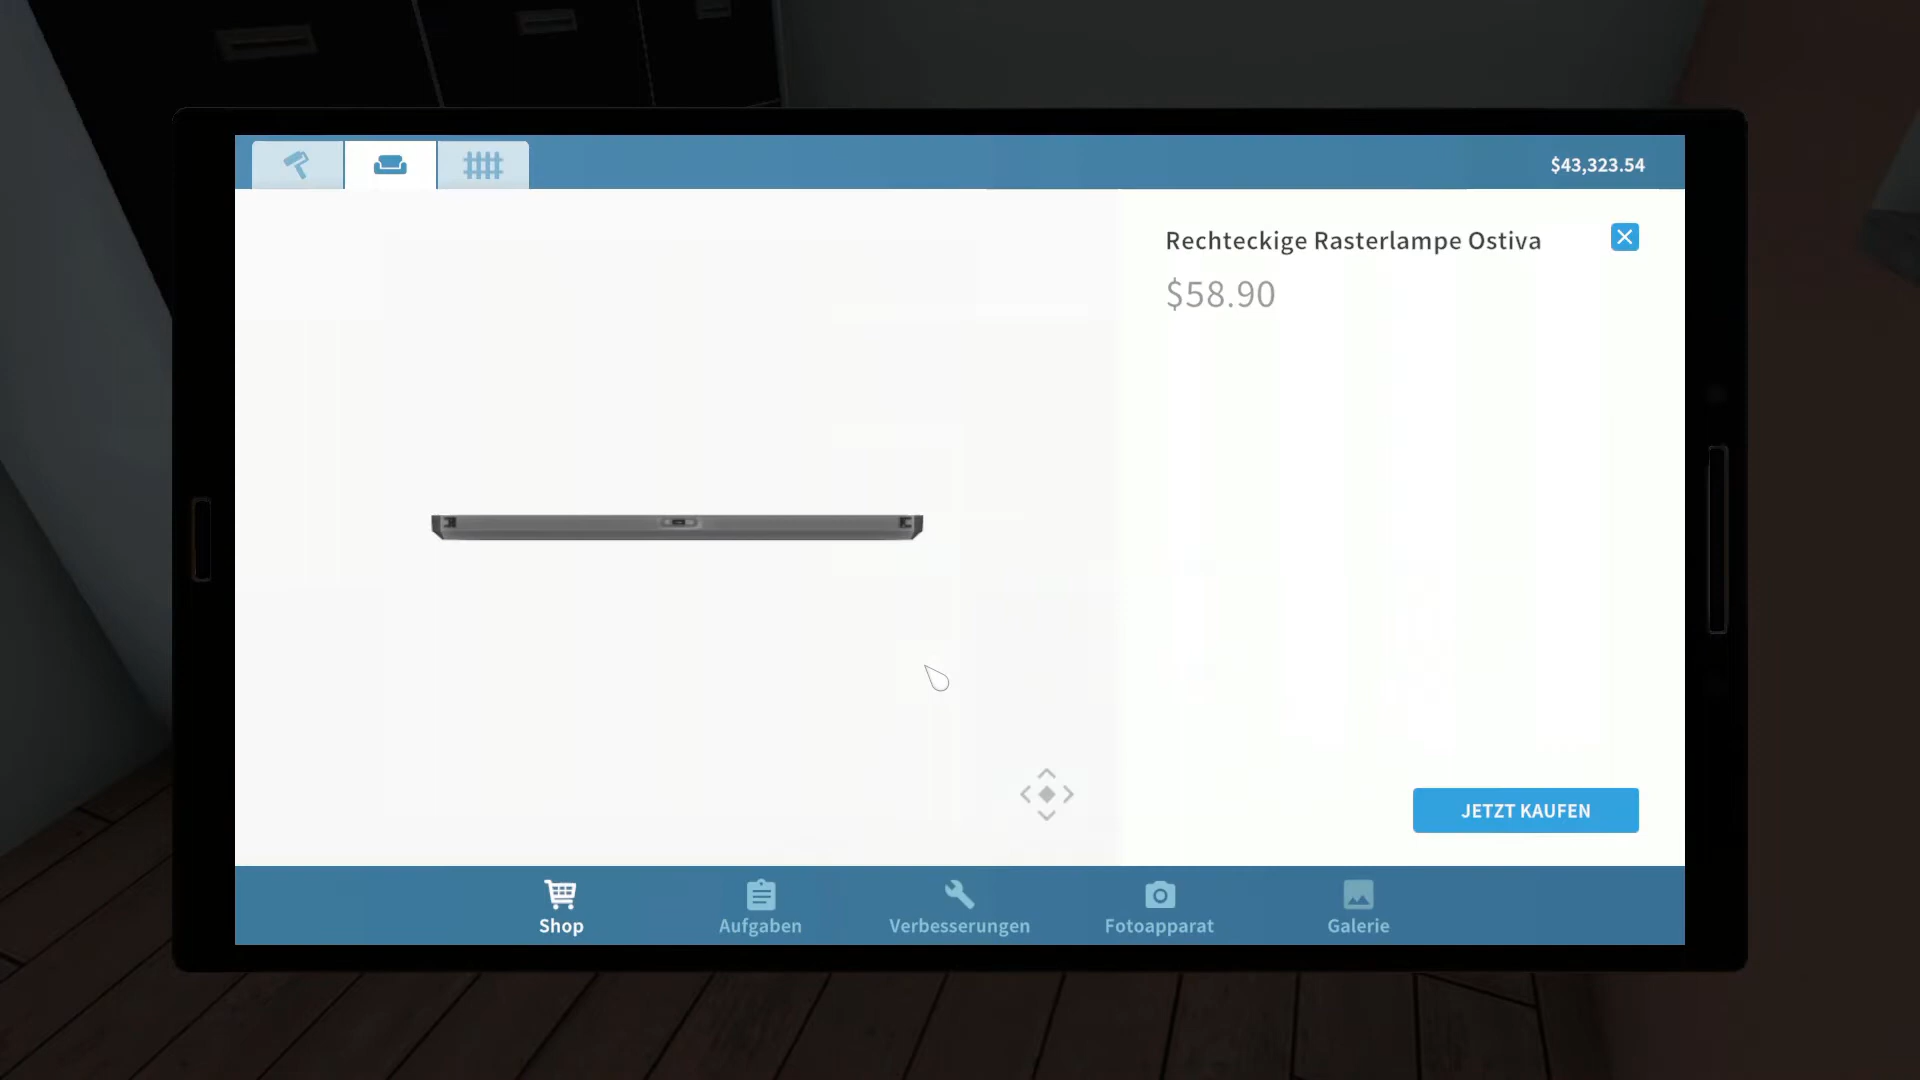 $43,323.54
Rechteckige Rasterlampe Ostiva
$58.90
JETZT KAUFEN
Shop
Aufgaben
Verbesserungen
Fotoapparat
Galerie